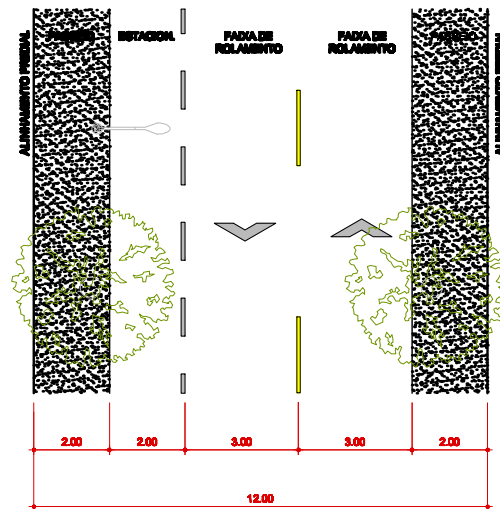 ALINHAMENTO PREDIAL
ESTACION.
FAIXA DE
ROLAMENTO
FAIXA DE
ROLAMENTO
2.00
2.00
3.00
3.00
2.00
12.00